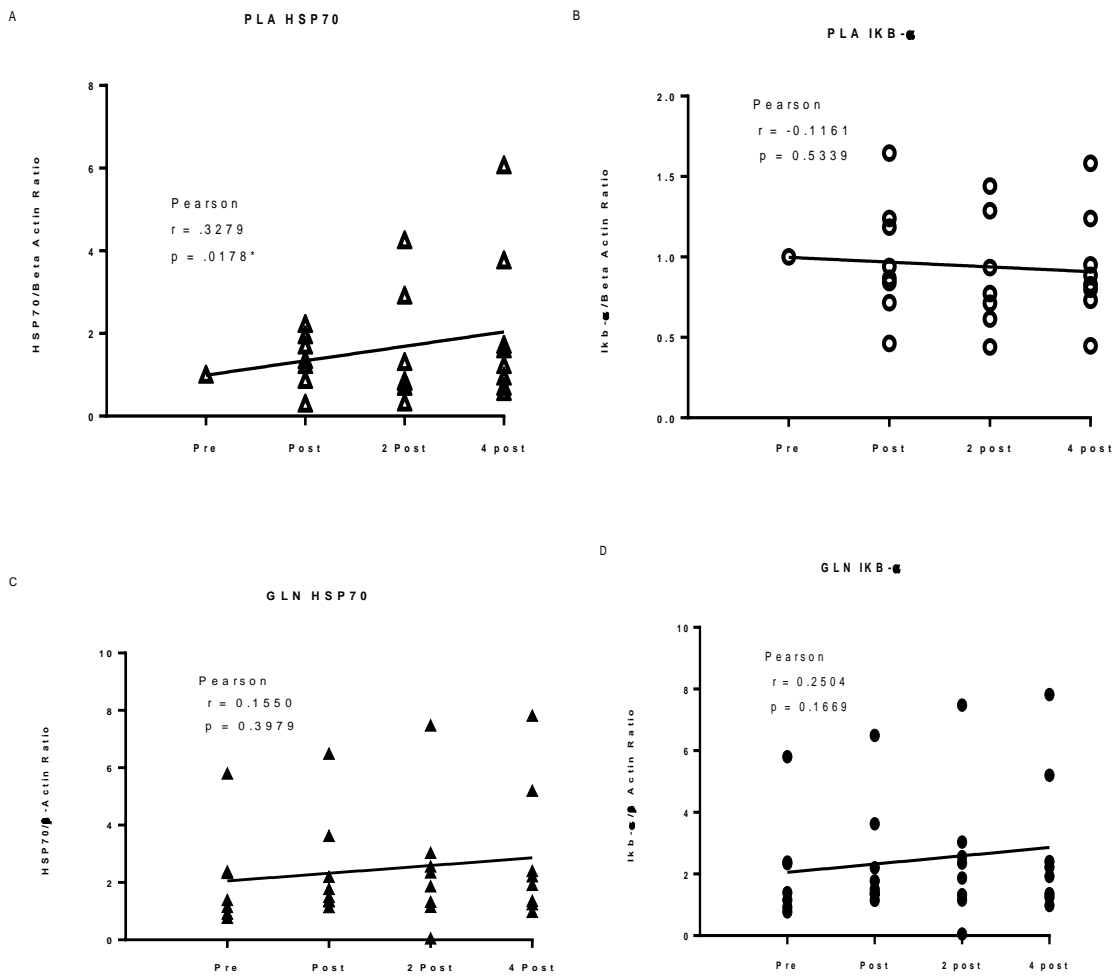 A
PLA HSP70
HSP70/Beta Actin Ratio
8
6
4
2
0
Pearson
r = .3279
p = .0178*
Pre
Post
2 Post
4 post
B
PLA IKB-α
Ikb-α/Beta Actin Ratio
2.0
1.5
1.0
0.5
0.0
Pearson
r = -0.1161
p = 0.5339
Pre
Post
2 post
4 post
C
GLN HSP70
HSP70/β-Actin Ratio
10
8
6
4
2
0
Pearson
r = 0.1550
p = 0.3979
Pre
Post
2 Post
4 Post
D
GLN IKB-α
Ikb-α/β Actin Ratio
10
8
6
4
2
0
Pearson
r = 0.2504
p = 0.1669
Pre
Post
2 Post
4 Post